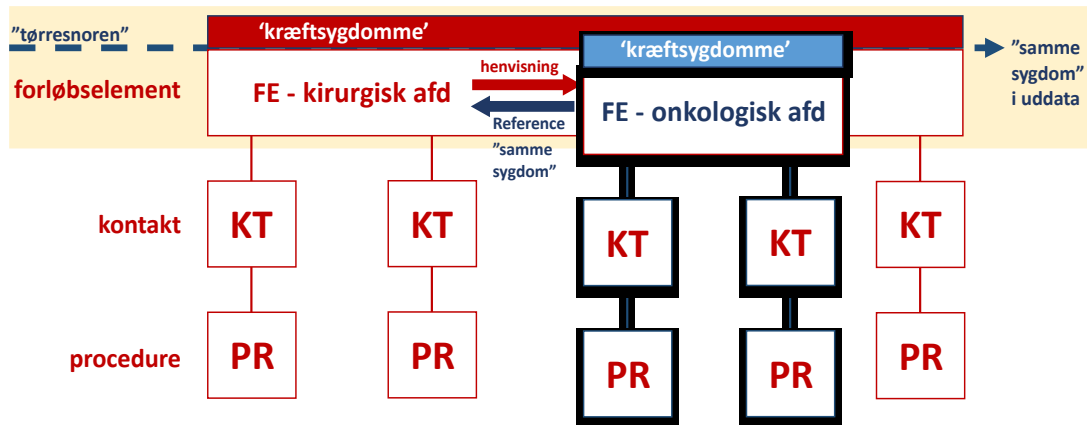 'kræftsygdomme'
"tørresnoren"
'kræftsygdomme'
"samme
sygdom"
i uddata
henvisning
forløbselement
FE - kirurgisk afd
FE - onkologisk afd
Reference
"samme
sygdom"
kontakt
KT
KT
KT
KT
KT
procedure
PR
PR
PR
PR
PR